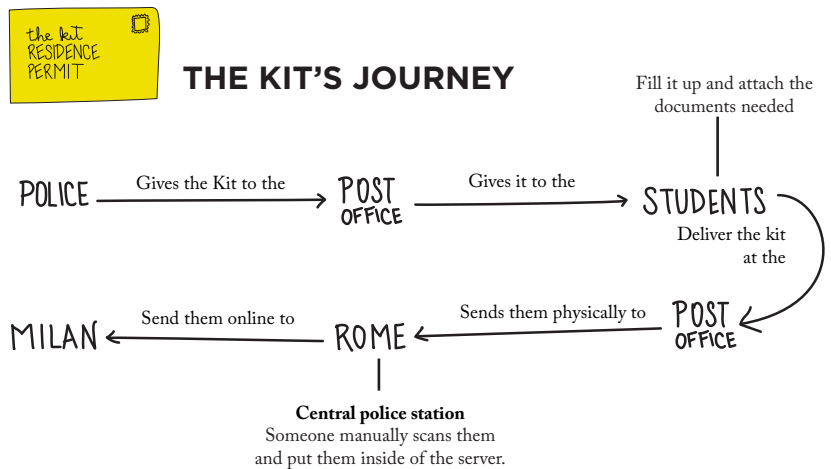 the kit
RESIDENCE
PERMIT
THE KIT'S JOURNEY
Fill it up and attach the
documents needed
POLICE
Gives the Kit to the
POST
OFFICE
Gives it to the
STUDENTS
Deliver the kit
at the
POST
OFFICE
Sends them physically to
ROME
Send them online to
MILAN
Central police station
Someone manually scans them
and put them inside of the server.